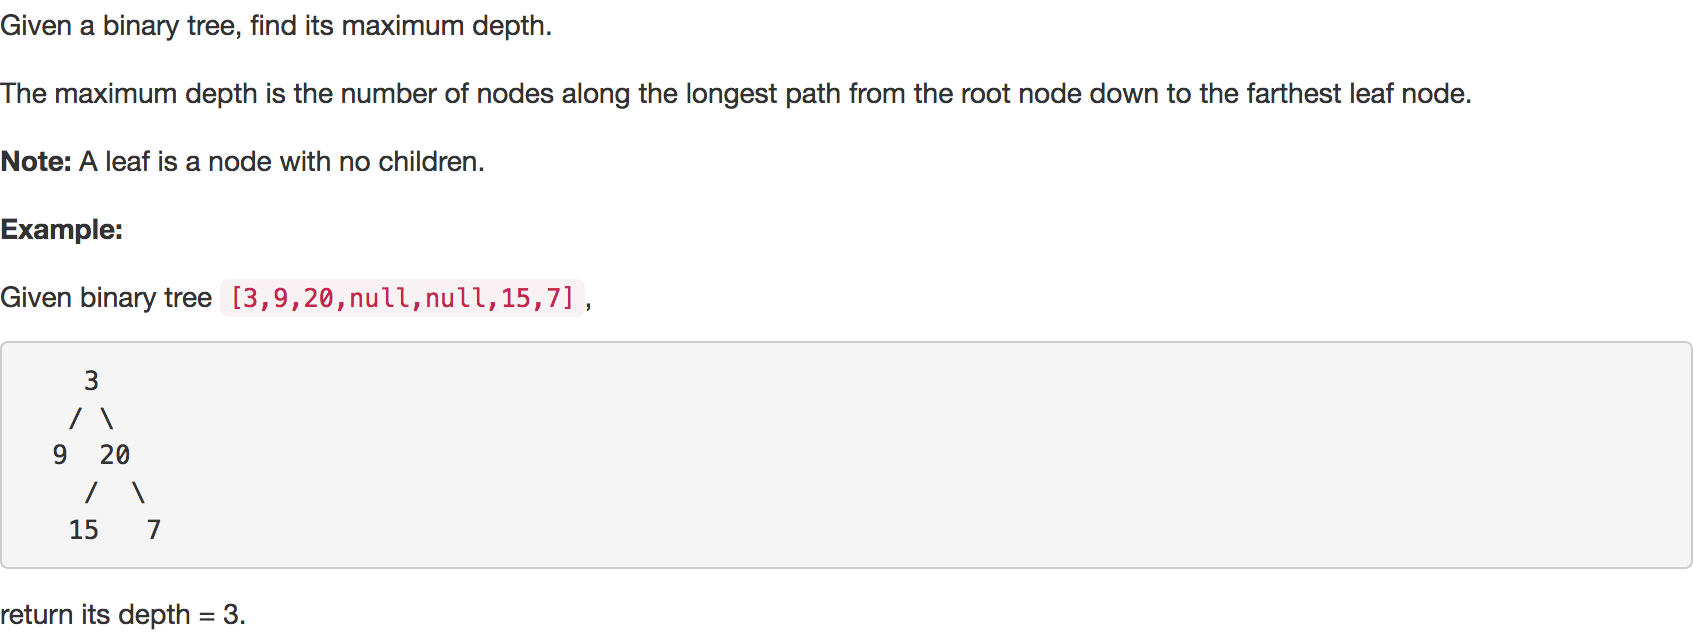 Given a binary tree, find its maximum depth.
The maximum depth is the number of nodes along the longest path from the root node down to the farthest leaf node.
Note: A leaf is a node with no children.
Example:
Given binary tree [3,9,20,null,null,15,7],
    3
   / \
  9  20
    /  \
   15   7
return its depth = 3.